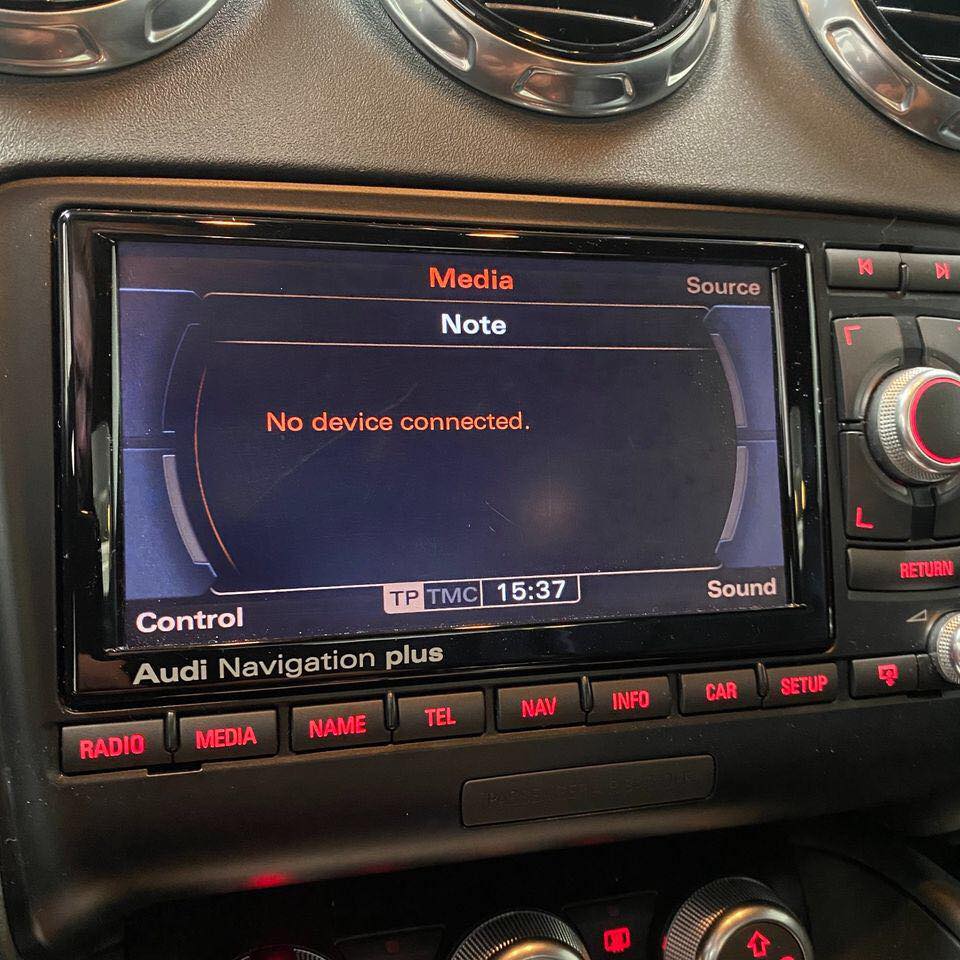 Media
Source
Note
No device connected.
TP TMC 15:37
Control
Sound
Audi Navigation plus
RETURN
RADIO MEDIA NAME TEL NAV INFO CAR SETUP